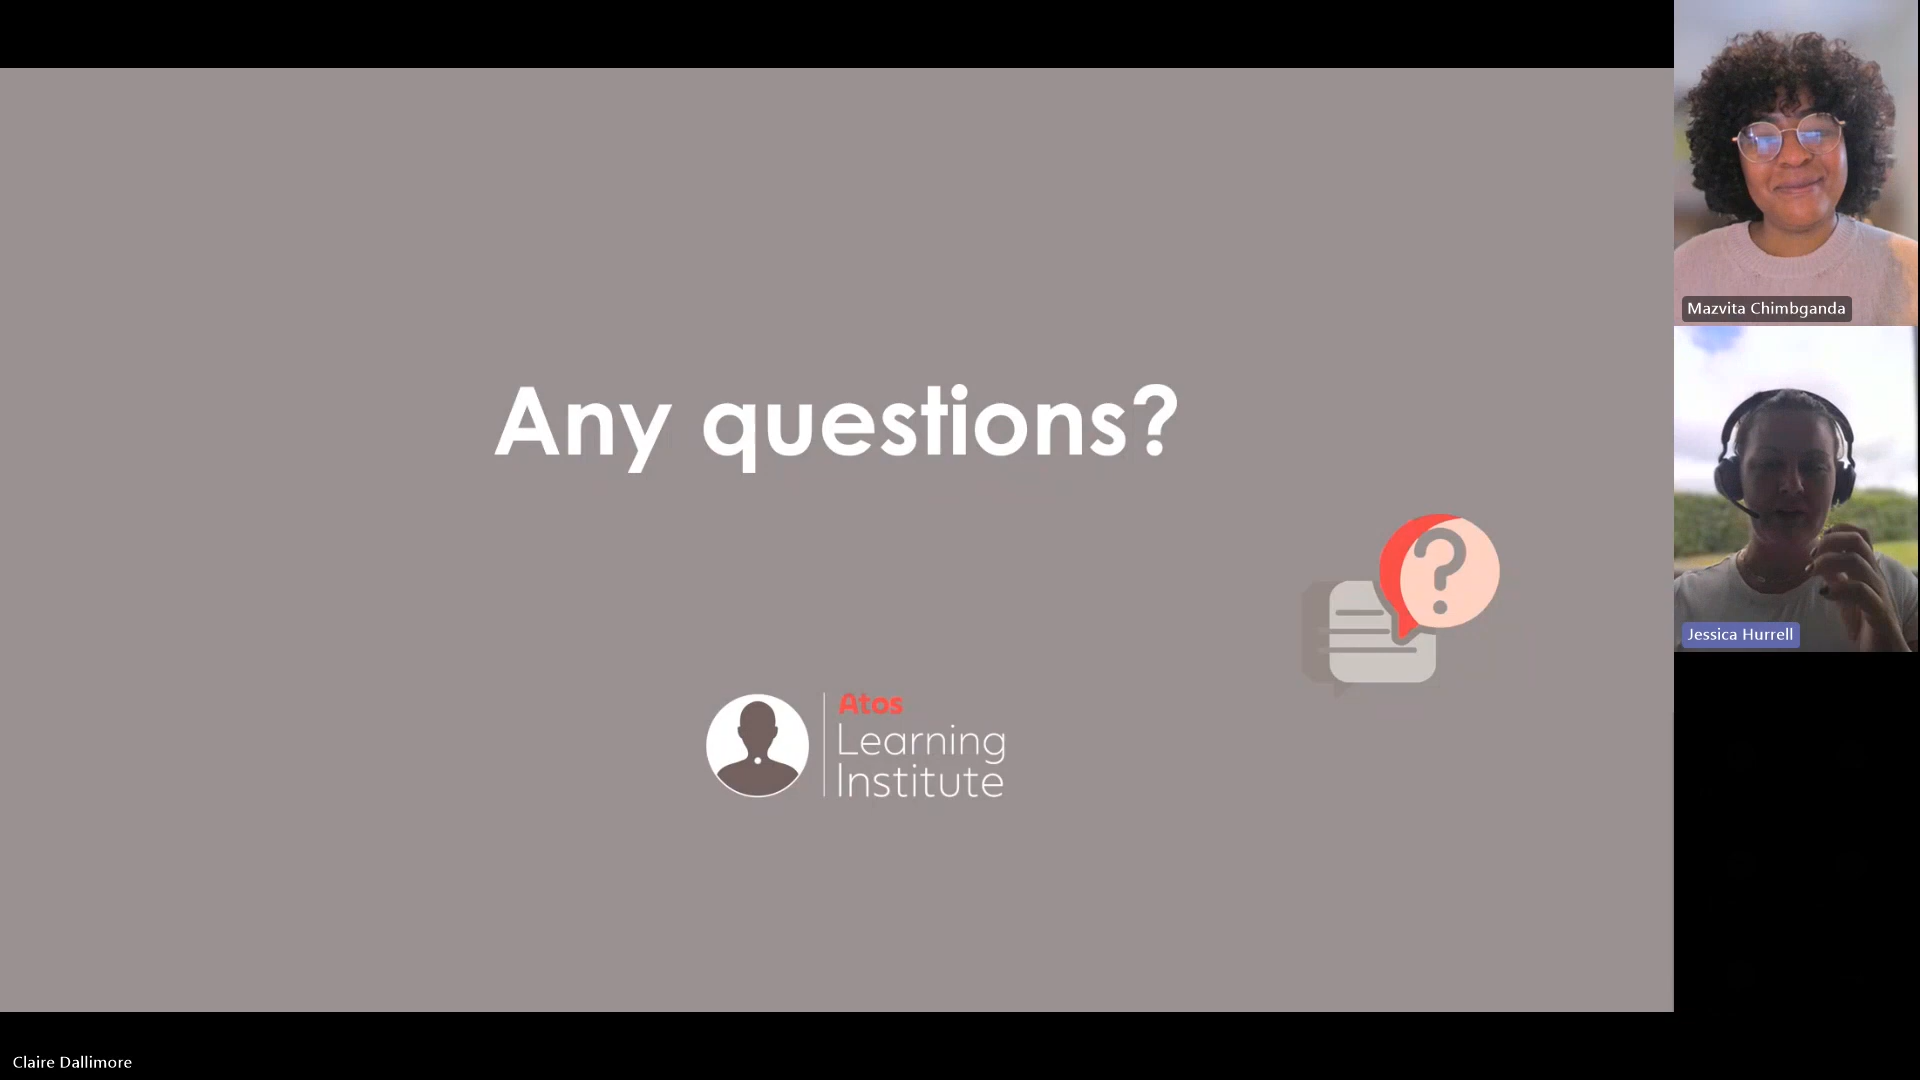 Any questions?
Atos
Learning
Institute
Mazvita Chimbganda
Jessica Hurrell
Claire Dallimore